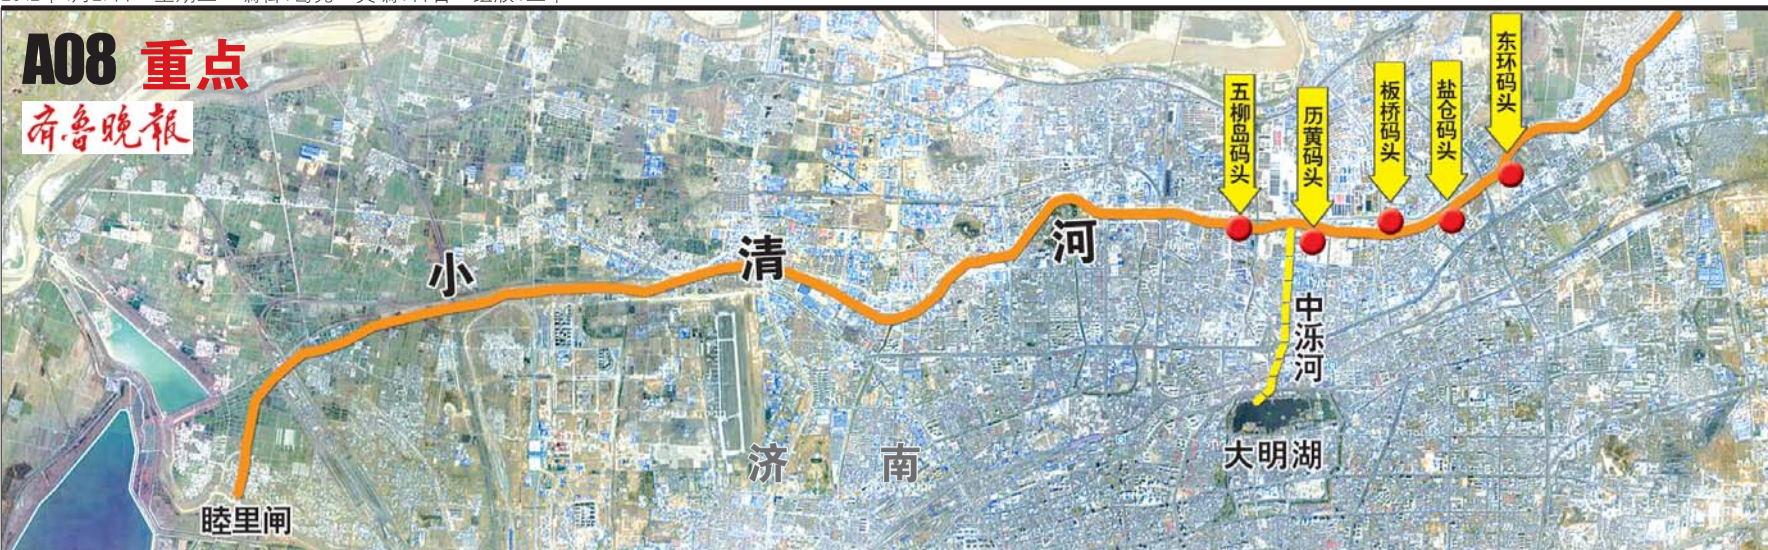 A08 重点
齐鲁晚报
五柳岛码头
历黄码头
板桥码头
盐仓码头
东环码头
小清河
中泺河
济南
大明湖
睦里闸